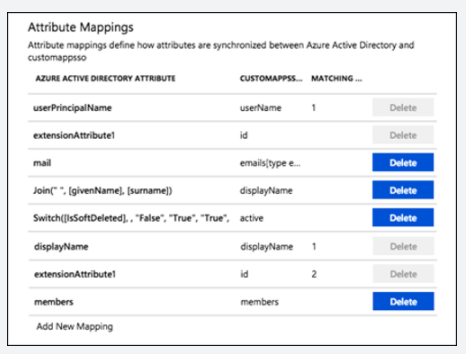 Attribute Mappings
Attribute mappings define how attributes are synchronized between Azure Active Directory and
customappsso
AZURE ACTIVE DIRECTORY ATTRIBUTE CUSTOMAPPSS... MATCHING ...
userPrincipalName userName 1 Delete
extensionAttribute1 id Delete
mail emails[type e... Delete
Join(" ", [givenName], [surname]) displayName Delete
Switch([IsSoftDeleted], , "False", "True", "True", active Delete
displayName displayName 1 Delete
extensionAttribute1 id 2 Delete
members members Delete
Add New Mapping